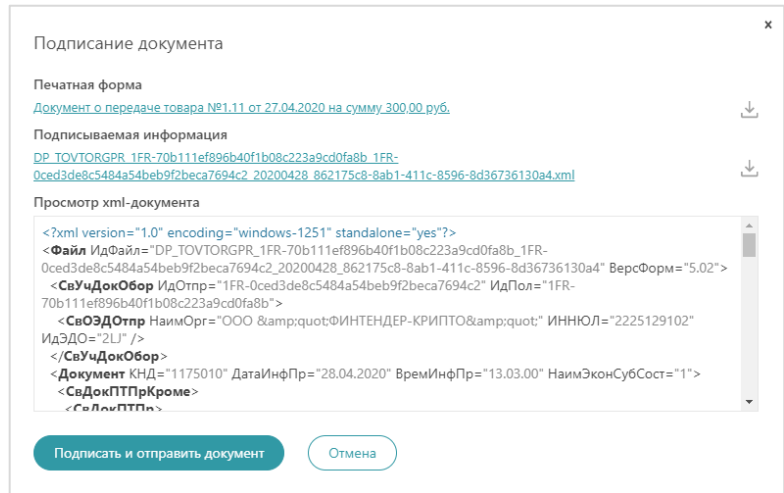 x
Подписание документа
Печатная форма
Документ о передаче товара №1.11 от 27.04.2020 на сумму 300,00 руб.
Подписываемая информация
DP_TOVTORGPR_1FR-70b111ef896b40f1b08c223a9cd0fa8b_1FR-
0ced3de8c5484a54beb9f2beca7694c2_20200428_862175c8-8ab1-411c-8596-8d36736130a4.xml
Просмотр xml-документа
<?xml version="1.0" encoding="windows-1251" standalone="yes"?>
<Файл ИдФайл="DP_TOVTORGPR_1FR-70b111ef896b40f1b08c223a9cd0fa8b_1FR-
0ced3de8c5484a54beb9f2beca7694c2_20200428_862175c8-8ab1-411c-8596-8d36736130a4" ВерсФорм="5.02">
<СвУчДокОбор ИдОтпр="1FR-0ced3de8c5484a54beb9f2beca7694c2" ИдПол="1FR-
70b111ef896b40f1b08c223a9cd0fa8b">
<СвОЭДОтпр НаимОрг="ООО &amp;quot;ФИНТЕНДЕР-КРИПТО&amp;quot;" ИННЮЛ="2225129102"
ИдЭДО="2LJ" />
</СвУчДокОбор>
<Документ КНД="1175010" ДатаИнфПр="28.04.2020" ВремИнфПр="13.03.00" НаимЭконСубСост="1">
<СвДокПТПрКроме>
<СвДокПТПр>
Подписать и отправить документ
Отмена